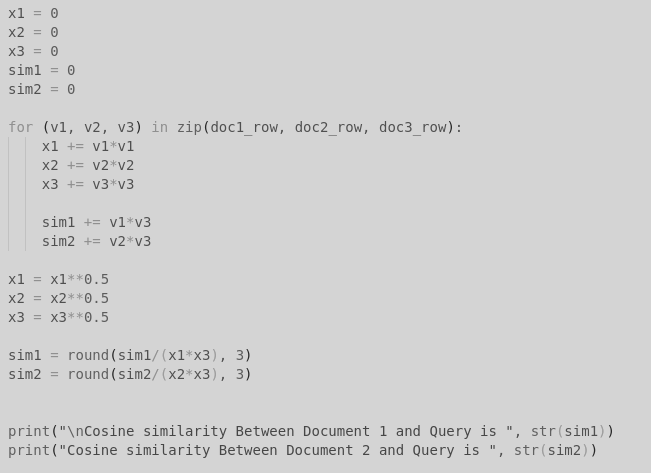 x1 = 0
x2 = 0
x3 = 0
sim1 = 0
sim2 = 0
for (v1, v2, v3) in zip(doc1_row, doc2_row, doc3_row):
x1 += v1*v1
x2 += v2*v2
x3 += v3*v3
sim1 += v1*v3
sim2 += v2*v3
x1 = x1**0.5
x2 = x2**0.5
x3 = x3**0.5
sim1 = round(sim1/(x1*x3), 3)
sim2 = round(sim2/(x2*x3), 3)
print("\nCosine similarity Between Document 1 and Query is ", str(sim1))
print("Cosine similarity Between Document 2 and Query is ", str(sim2))